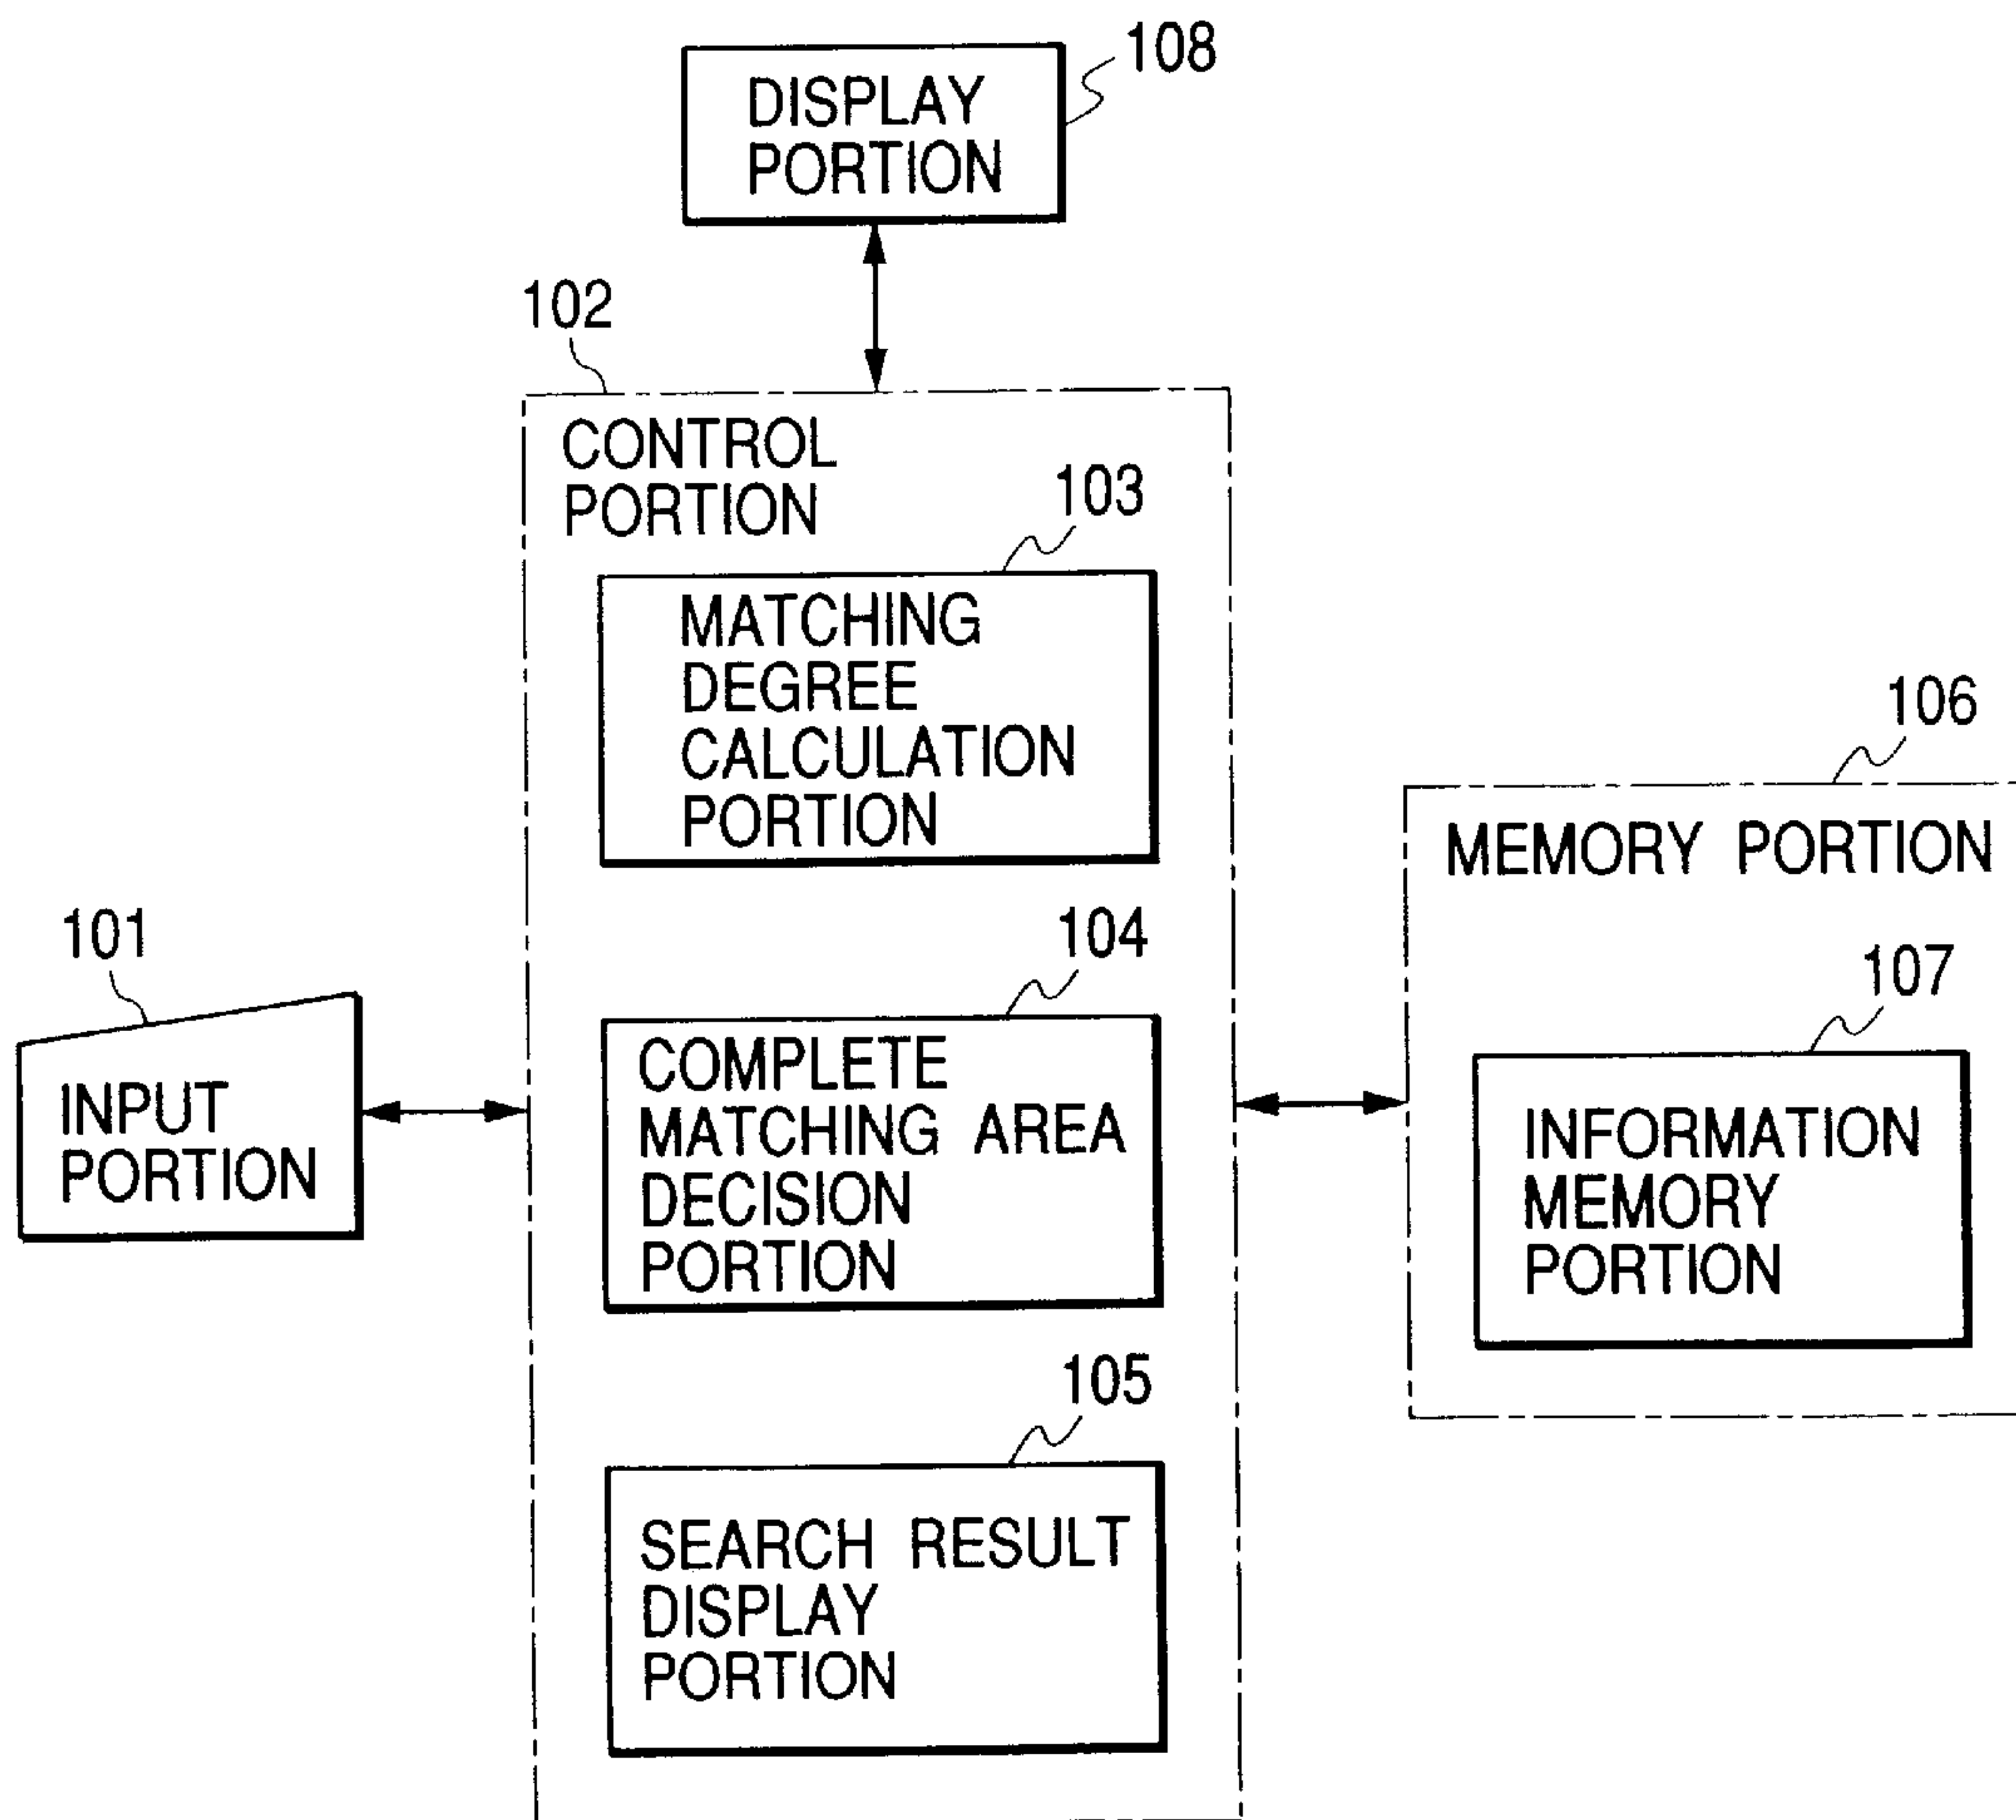 108
DISPLAY
PORTION
102
CONTROL
PORTION
103
MATCHING
DEGREE
CALCULATION
PORTION
106
MEMORY PORTION
101
INPUT
PORTION
104
COMPLETE
MATCHING AREA
DECISION
PORTION
107
INFORMATION
MEMORY
PORTION
105
SEARCH RESULT
DISPLAY
PORTION